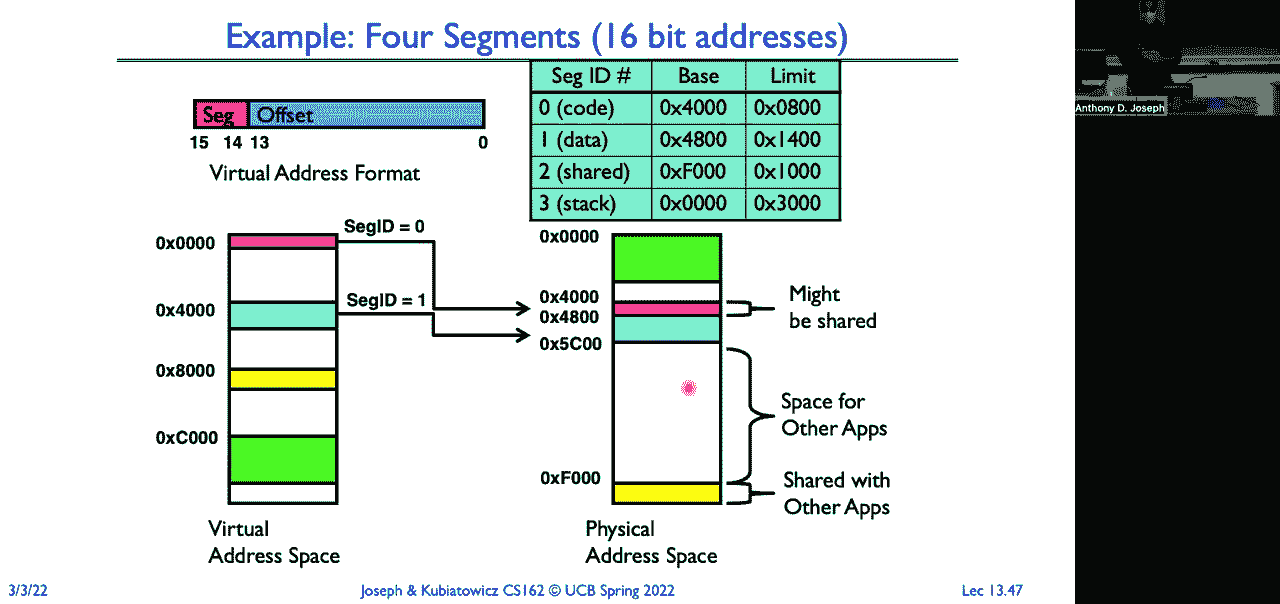 Example: Four Segments (16 bit addresses)
Seg ID # Base Limit
0 (code) 0x4000 0x0800
1 (data) 0x4800 0x1400
2 (shared) 0xF000 0x1000
3 (stack) 0x0000 0x3000
Seg Offset
15 14 13 0
Virtual Address Format
SegID = 0
SegID = 1
0x0000
0x4000
0x8000
0xC000
Virtual
Address Space
0x0000
0x4000
0x4800
0x5C00
0xF000
Physical
Address Space
Might
be shared
Space for
Other Apps
Shared with
Other Apps
Anthony D. Joseph
3/3/22
Joseph & Kubiatowicz CS162 © UCB Spring 2022
Lec 13.47